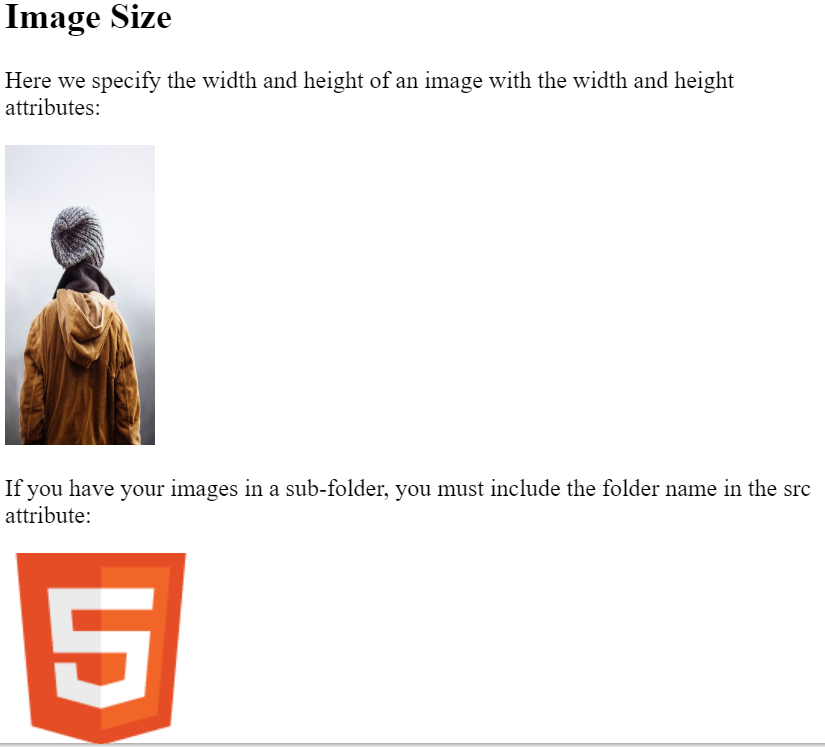 Image Size
Here we specify the width and height of an image with the width and height
attributes:
If you have your images in a sub-folder, you must include the folder name in the src
attribute:
5